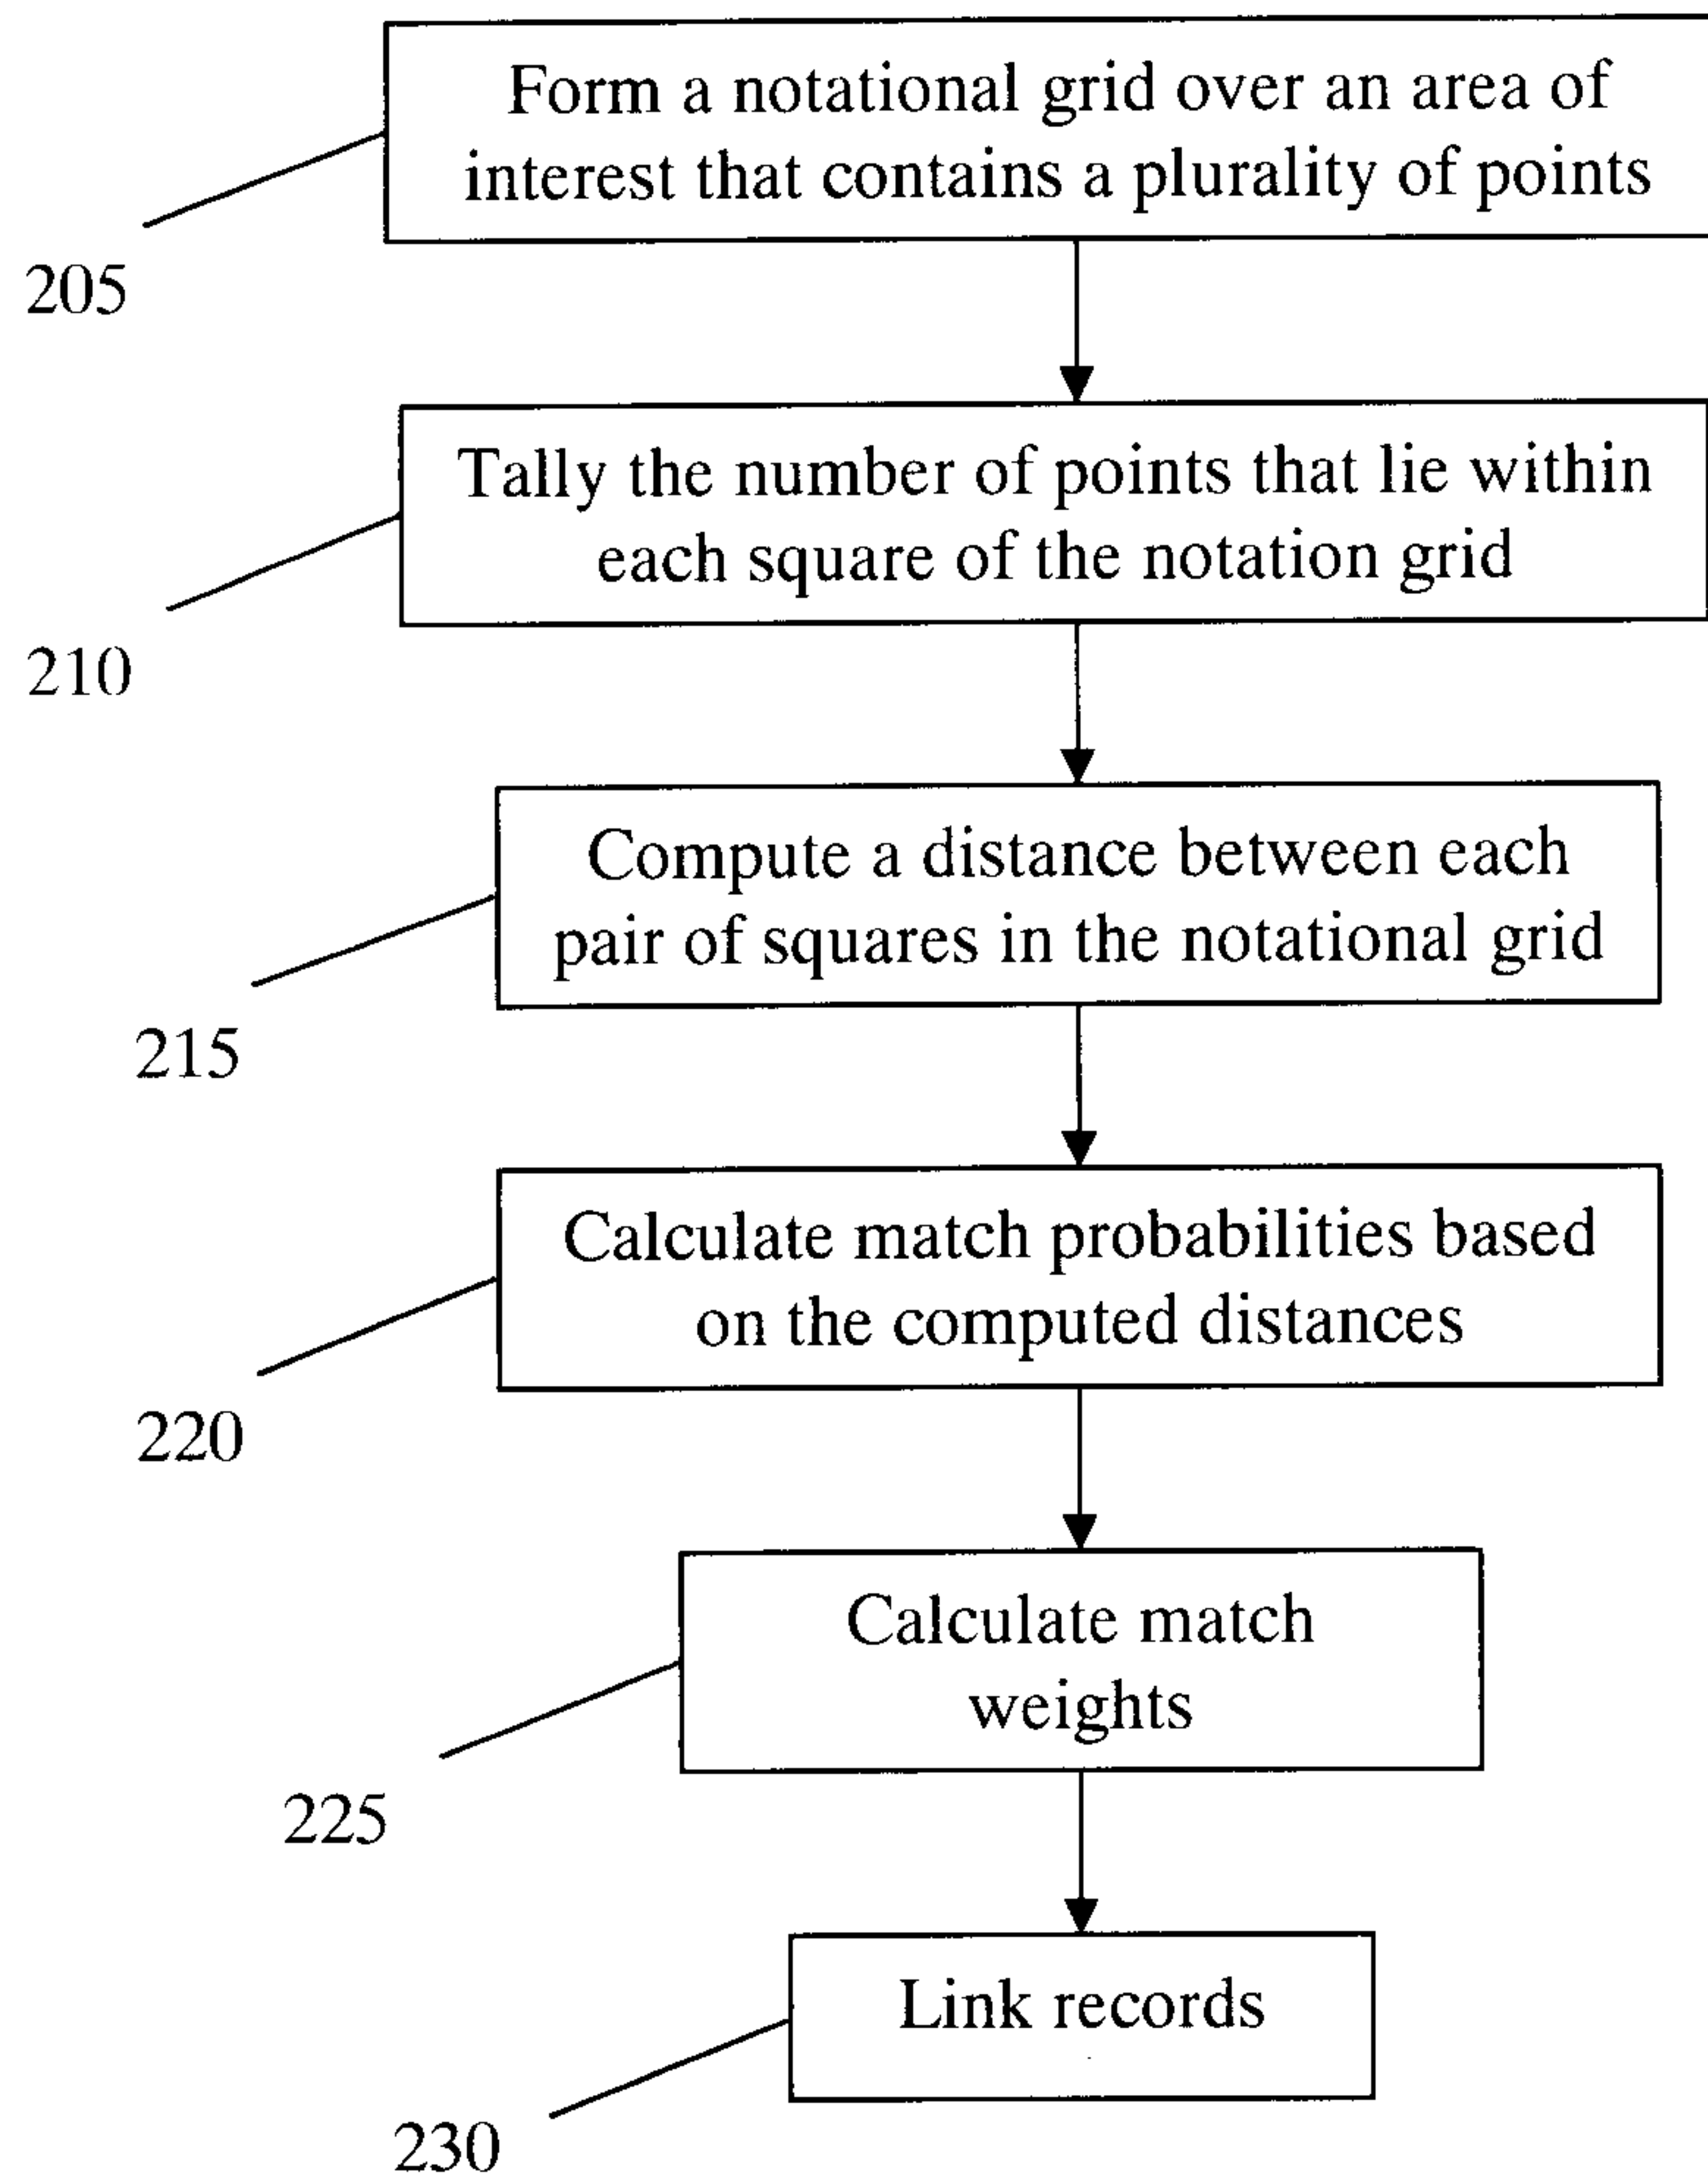 Form a notational grid over an area of
interest that contains a plurality of points
205
Tally the number of points that lie within
each square of the notation grid
210
Compute a distance between each
pair of squares in the notational grid
215
Calculate match probabilities based
on the computed distances
220
Calculate match
weights
225
Link records
230